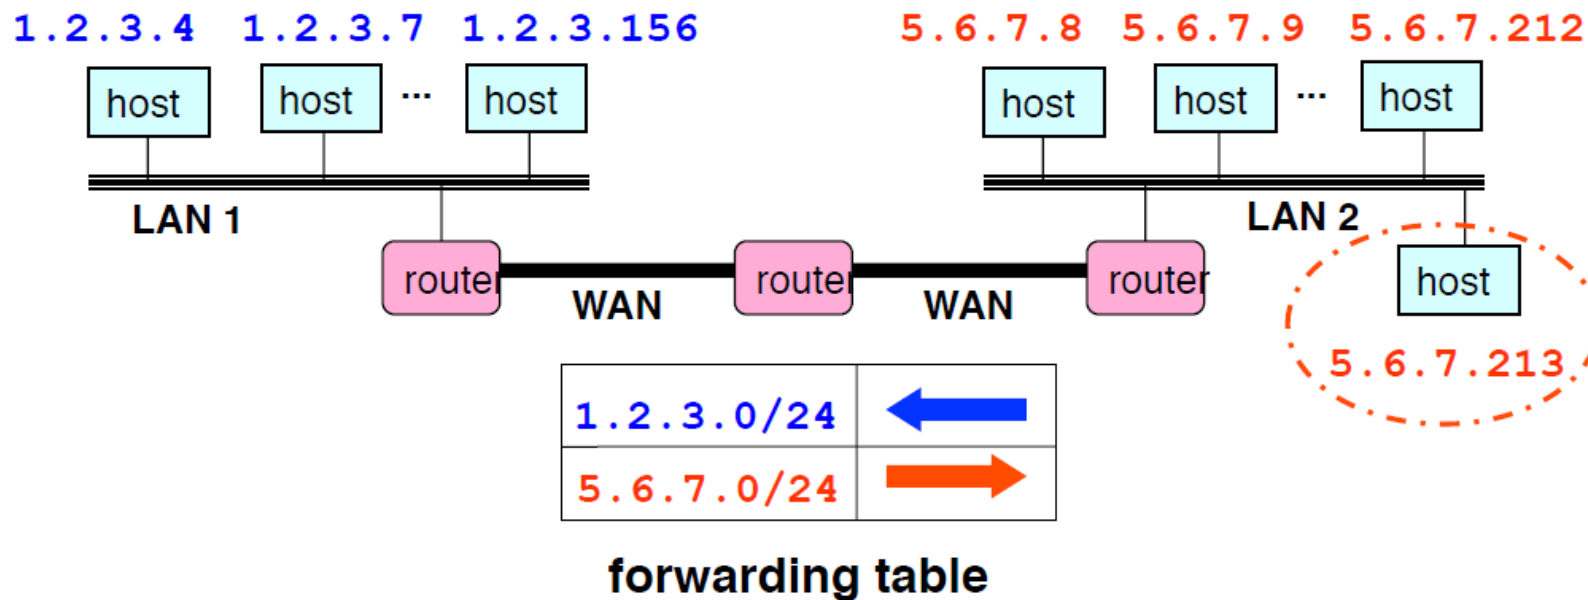 1.2.3.4 1.2.3.7 1.2.3.156 5.6.7.8 5.6.7.9 5.6.7.212
host host ... host host host ... host
LAN 1 LAN 2
router router router host
WAN WAN
5.6.7.213
1.2.3.0/24
5.6.7.0/24
forwarding table